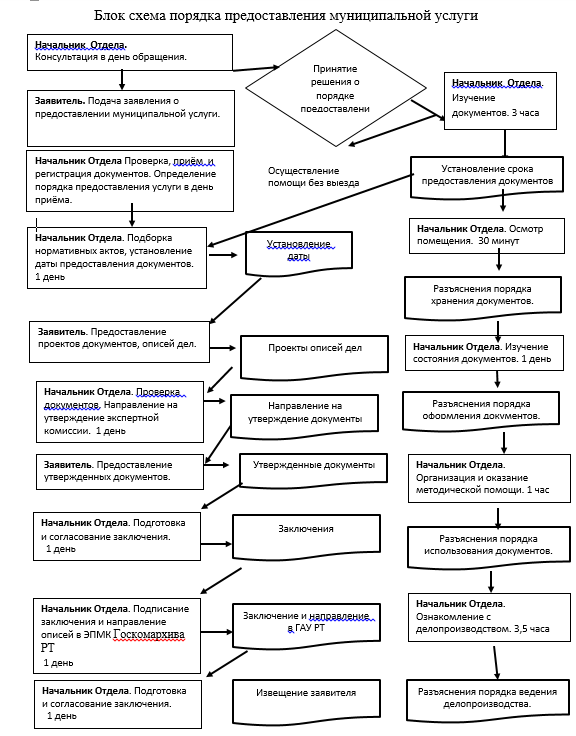 Блок схема порядка предоставления муниципальной услуги
Начальник Отдела.
Консультация в день обращения.
Принятие
решения о
порядке
предоставлени
Начальник Отдела.
Изучение
документов. 3 часа
Заявитель. Подача заявления о
предоставлении муниципальной услуги.
Начальник Отдела Проверка, приём и
регистрация документов. Определение
порядка предоставления услуги в день
приёма.
Осуществление
помощи без выезда
Установление срока
предоставления документов
Начальник Отдела. Подборка
нормативных актов, установление
даты предоставления документов.
1 день
Установление
даты
Начальник Отдела. Осмотр
помещения. 30 минут
Разъяснения порядка
хранения документов.
Заявитель. Предоставление
проектов документов, описей дел.
Проекты описей дел
Начальник Отдела. Изучение
состояния документов. 1 день
Начальник Отдела. Проверка
документов. Направление на
утверждение экспертной
комиссии. 1 день
Направление на
утверждение документы
Разъяснения порядка
оформления документов.
Заявитель. Предоставление
утвержденных документов.
Утвержденные документы
Начальник Отдела.
Организация и оказание
методической помощи. 1 час
Начальник Отдела. Подготовка
и согласование заключения.
1 день
Заключения
Разъяснения порядка
использования документов.
Начальник Отдела. Подписание
заключения и направление
описей в ЭПМК Госкомархива
РТ
1 день
Заключение и направление
в ГАУ РТ
Начальник Отдела.
Ознакомление с
делопроизводством. 3,5 часа
Начальник Отдела. Подготовка
и согласование заключения.
1 день
Извещение заявителя
Разъяснения порядка ведения
делопроизводства.